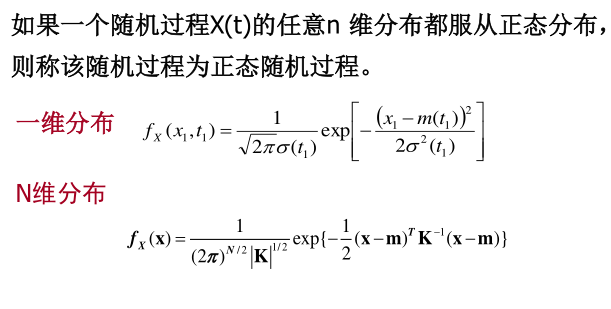 如果一个随机过程X(t)的任意n 维分布都服从正态分布，
则称该随机过程为正态随机过程。
一维分布 f_X(x_1,t_1) = \frac{1}{\sqrt{2\pi}\sigma(t_1)} \exp\left[-\frac{(x_1-m(t_1))^2}{2\sigma^2(t_1)}\right]
N维分布
f_X(\mathbf{x}) = \frac{1}{(2\pi)^{N/2}|\mathbf{K}|^{1/2}} \exp\{-\frac{1}{2}(\mathbf{x}-\mathbf{m})^T \mathbf{K}^{-1}(\mathbf{x}-\mathbf{m})\}